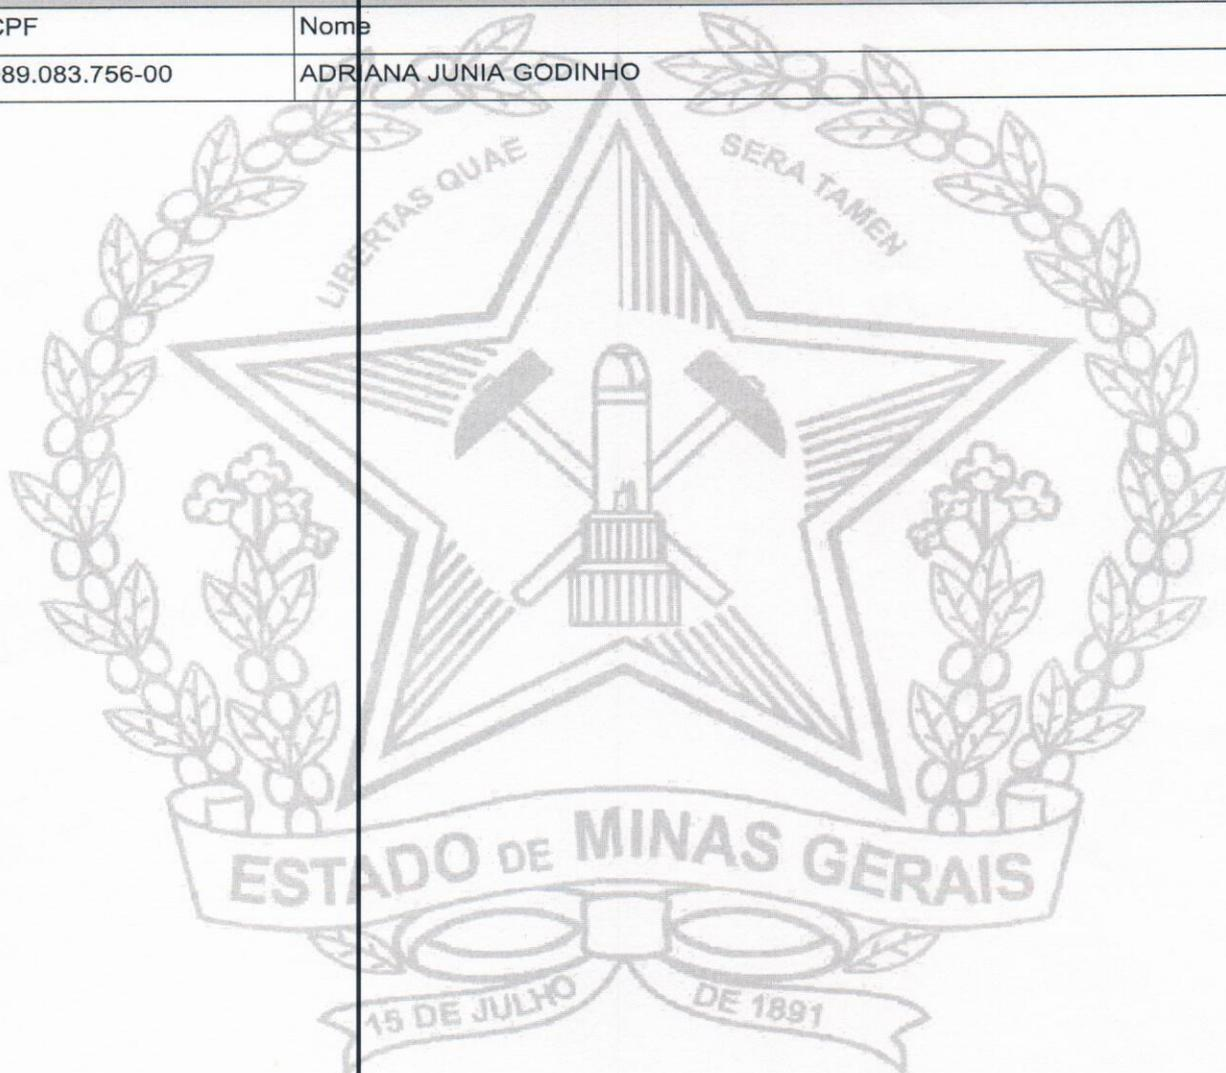 CPF Nome
89.083.756-00 ADRIANA JUNIA GODINHO
LIBERTAS QUAE SERA TAMEN
ESTADO DE MINAS GERAIS
15 DE JULHO DE 1891